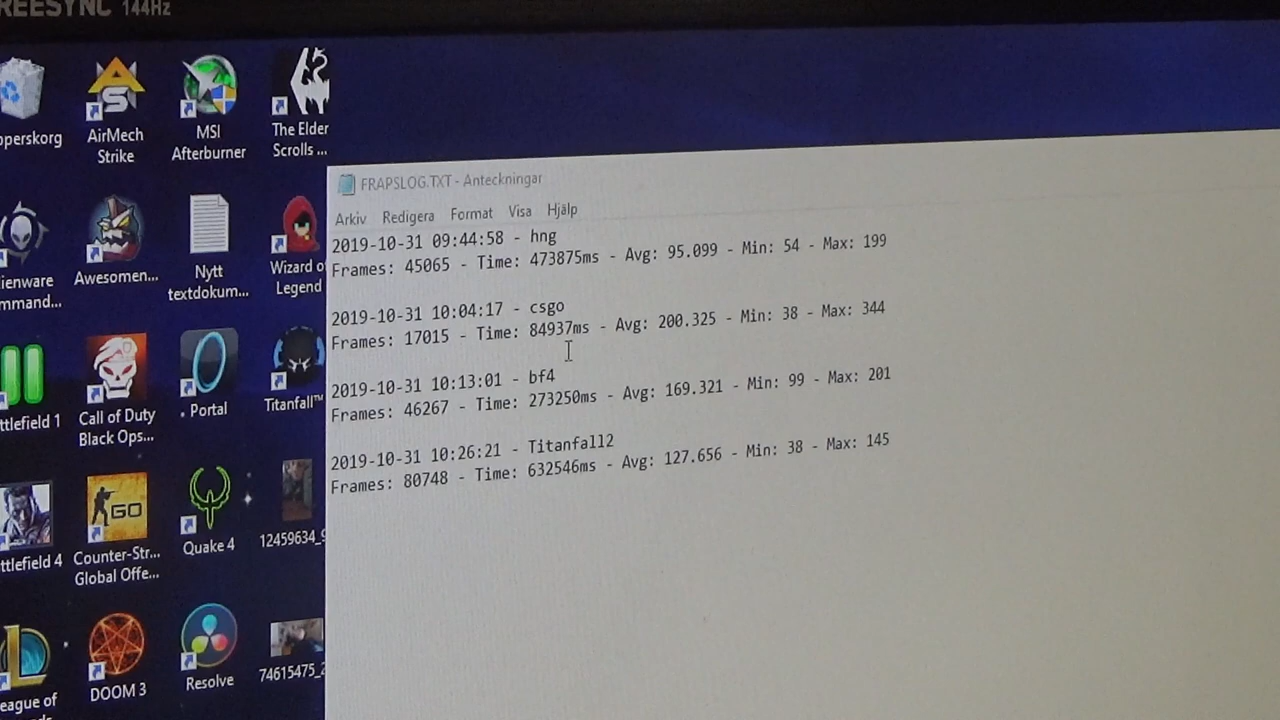 REESYNC 144Hz
pperskorg
AirMech
Strike
MSI
Afterburner
The Elder
Scrolls ...
FRAPSLOG.TXT - Anteckningar
Arkiv Redigera Format Visa Hjälp
2019-10-31 09:44:58 - hng
Frames: 45065 - Time: 473875ms - Avg: 95.099 - Min: 54 - Max: 199
2019-10-31 10:04:17 - csgo
Frames: 17015 - Time: 84937ms - Avg: 200.325 - Min: 38 - Max: 344
2019-10-31 10:13:01 - bf4
Frames: 46267 - Time: 273250ms - Avg: 169.321 - Min: 99 - Max: 201
2019-10-31 10:26:21 - Titanfall2
Frames: 80748 - Time: 632546ms - Avg: 127.656 - Min: 38 - Max: 145
lienware
mmand...
Awesomen...
Nytt
textdokum...
Wizard o
Legend
ttlefield 1
Call of Duty
Black Ops...
Portal
Titanfall™
ttlefield 4
GO
Counter-Str...
Global Offe...
Quake 4
12459634_9
eague of
DOOM 3
Resolve
74615475_2